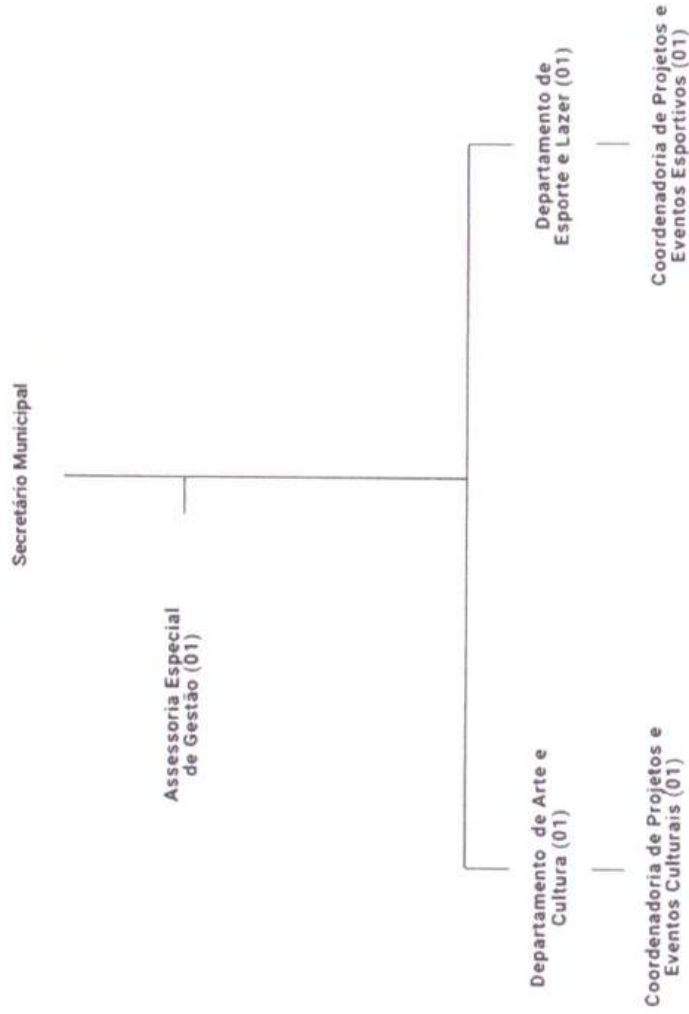 Secretário Municipal
Assessoria Especial
de Gestão (01)
Departamento de Arte e
Cultura (01)
Departamento de
Esporte e Lazer (01)
Coordenadoria de Projetos e
Eventos Culturais (01)
Coordenadoria de Projetos e
Eventos Esportivos (01)